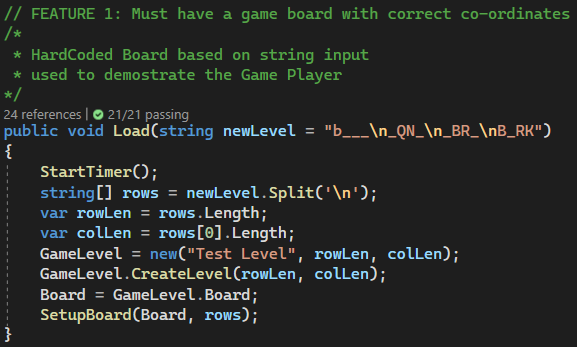 // FEATURE 1: Must have a game board with correct co-ordinates
/*
 * HardCoded Board based on string input
 * used to demostrate the Game Player
*/
24 references | 21/21 passing
public void Load(string newLevel = "b___\n_QN_\n_BR_\nB_RK")
{
    StartTimer();
    string[] rows = newLevel.Split('\n');
    var rowLen = rows.Length;
    var colLen = rows[0].Length;
    GameLevel = new("Test Level", rowLen, colLen);
    GameLevel.CreateLevel(rowLen, colLen);
    Board = GameLevel.Board;
    SetupBoard(Board, rows);
}